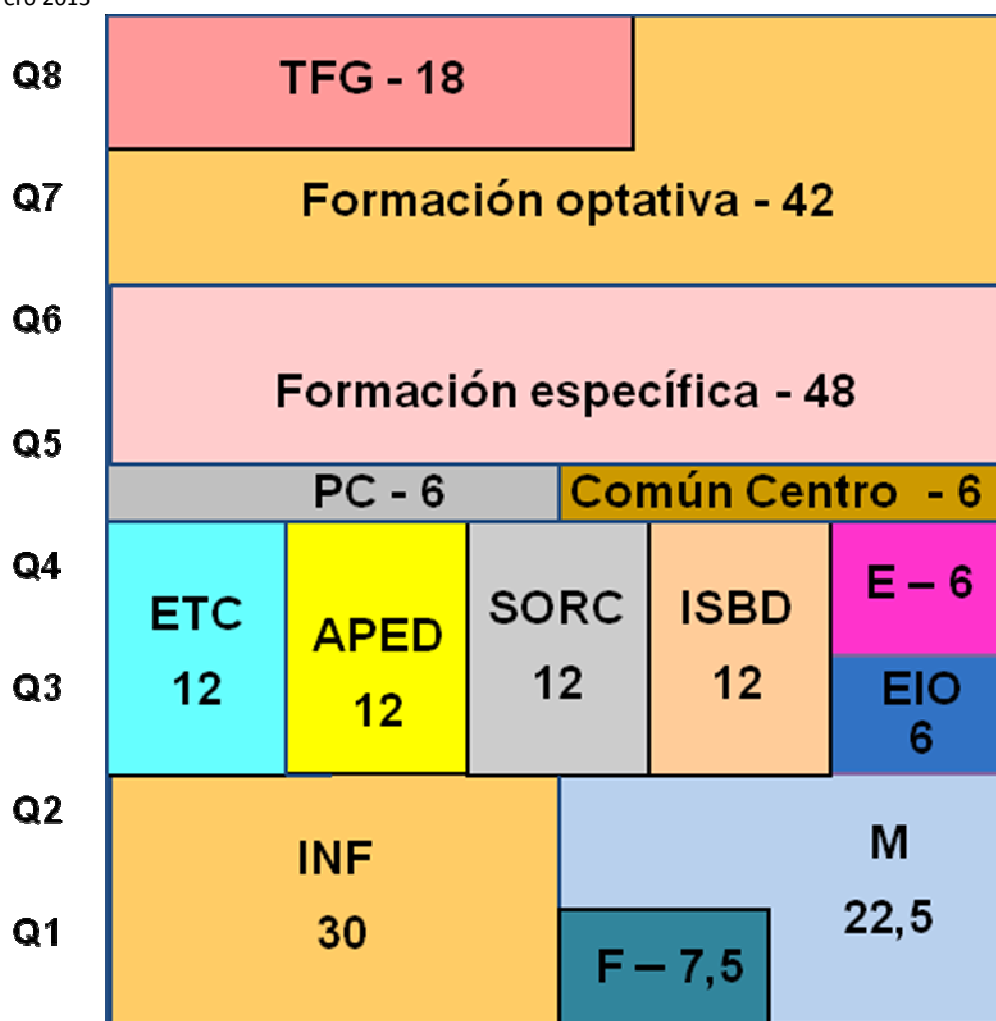 ero 2015
Q8
TFG - 18
Q7
Formación optativa - 42
Q6
Formación específica - 48
Q5
PC - 6
Común Centro - 6
Q4
ETC
12
APED
12
SORC
12
ISBD
12
E – 6
Q3
EIO
6
Q2
INF
30
M
22,5
Q1
F – 7,5